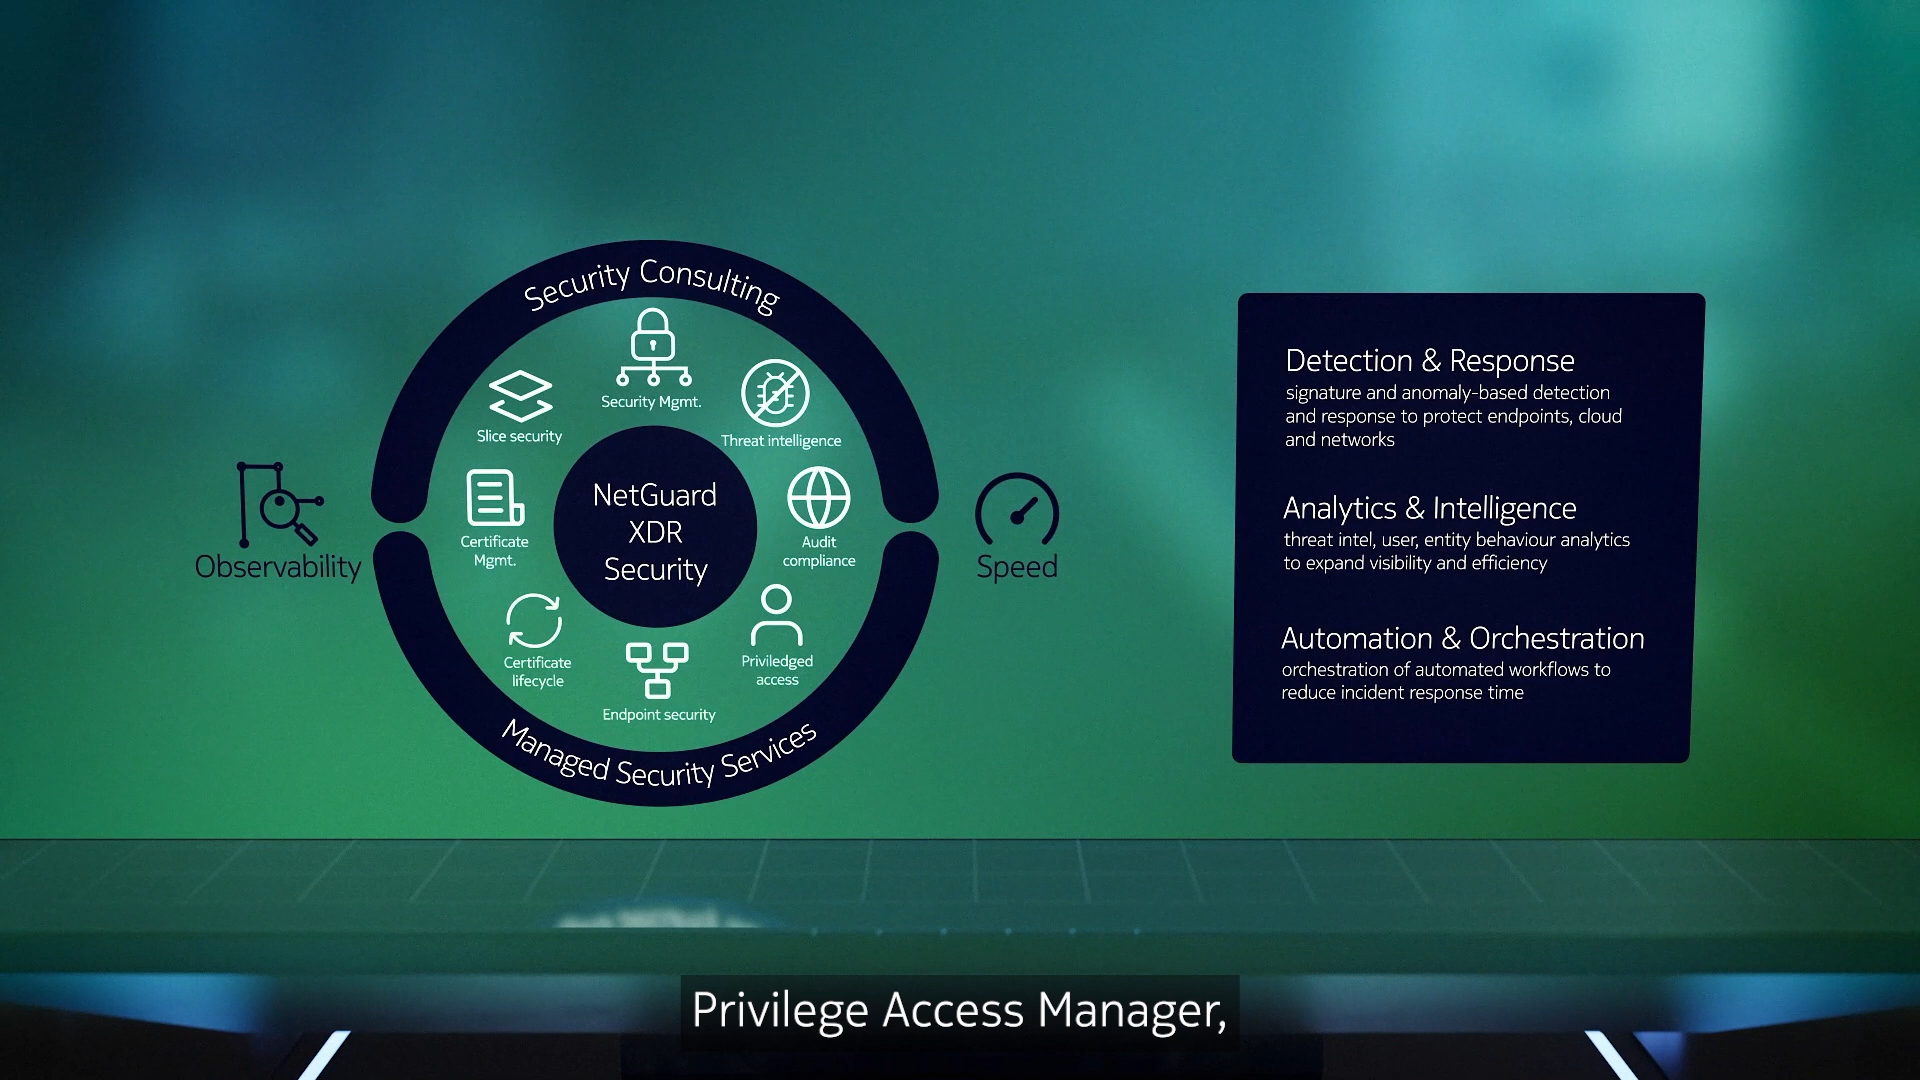 Security Consulting
Security Mgmt.
Slice security
Threat intelligence
NetGuard
XDR
Security
Certificate
Mgmt.
Audit
compliance
Observability
Speed
Certificate
lifecycle
Priviledged
access
Endpoint security
Managed Security Services
Detection & Response
signature and anomaly-based detection
and response to protect endpoints, cloud
and networks
Analytics & Intelligence
threat intel, user, entity behaviour analytics
to expand visibility and efficiency
Automation & Orchestration
orchestration of automated workflows to
reduce incident response time
Privilege Access Manager,